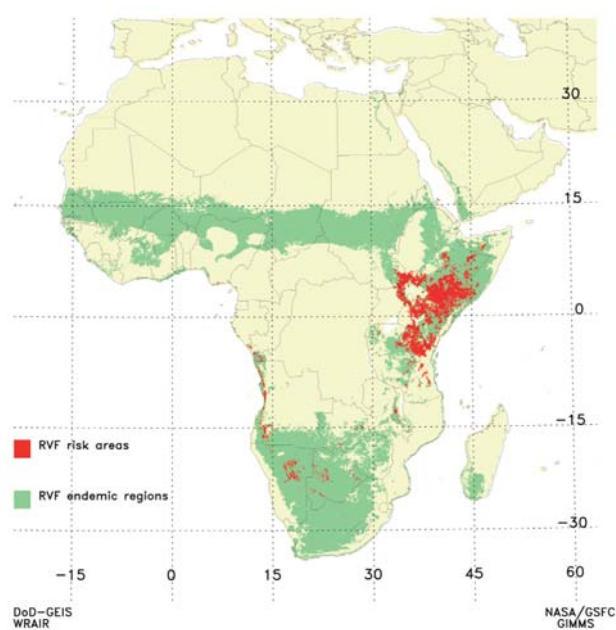 30
15
0
-15
RVF risk areas
RVF endemic regions
-30
-15 0 15 30 45 60
DoD-GEIS
WRAIR
NASA/GSFC
GIMMS